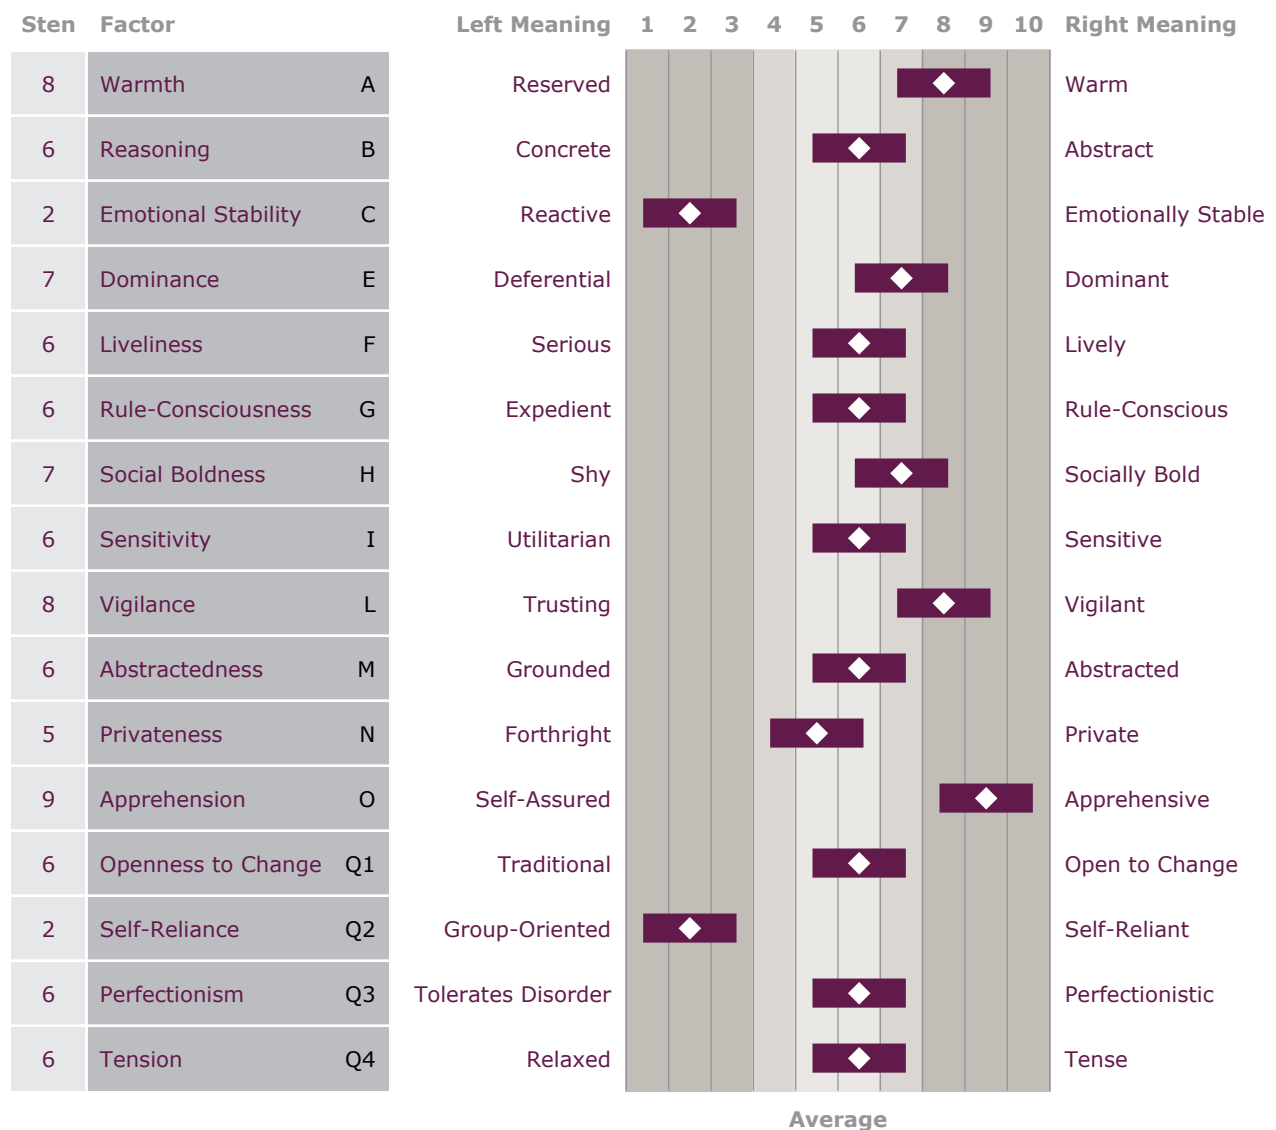 Sten Factor Left Meaning 1 2 3 4 5 6 7 8 9 10 Right Meaning
8 Warmth A Reserved Warm
6 Reasoning B Concrete Abstract
2 Emotional Stability C Reactive Emotionally Stable
7 Dominance E Deferential Dominant
6 Liveliness F Serious Lively
6 Rule-Consciousness G Expedient Rule-Conscious
7 Social Boldness H Shy Socially Bold
6 Sensitivity I Utilitarian Sensitive
8 Vigilance L Trusting Vigilant
6 Abstractedness M Grounded Abstracted
5 Privateness N Forthright Private
9 Apprehension O Self-Assured Apprehensive
6 Openness to Change Q1 Traditional Open to Change
2 Self-Reliance Q2 Group-Oriented Self-Reliant
6 Perfectionism Q3 Tolerates Disorder Perfectionistic
6 Tension Q4 Relaxed Tense
Average